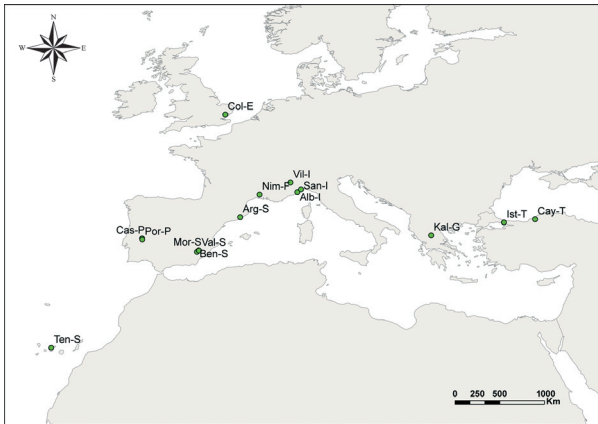 N
W E
S
Col-E
Vil-I
Nim-F San-I
Alb-I
Arg-S
Cas-P Por-P
Mor-S Val-S
Ben-S
Kal-G
Ist-T Cay-T
Ten-S
0 250 500 1000
Km